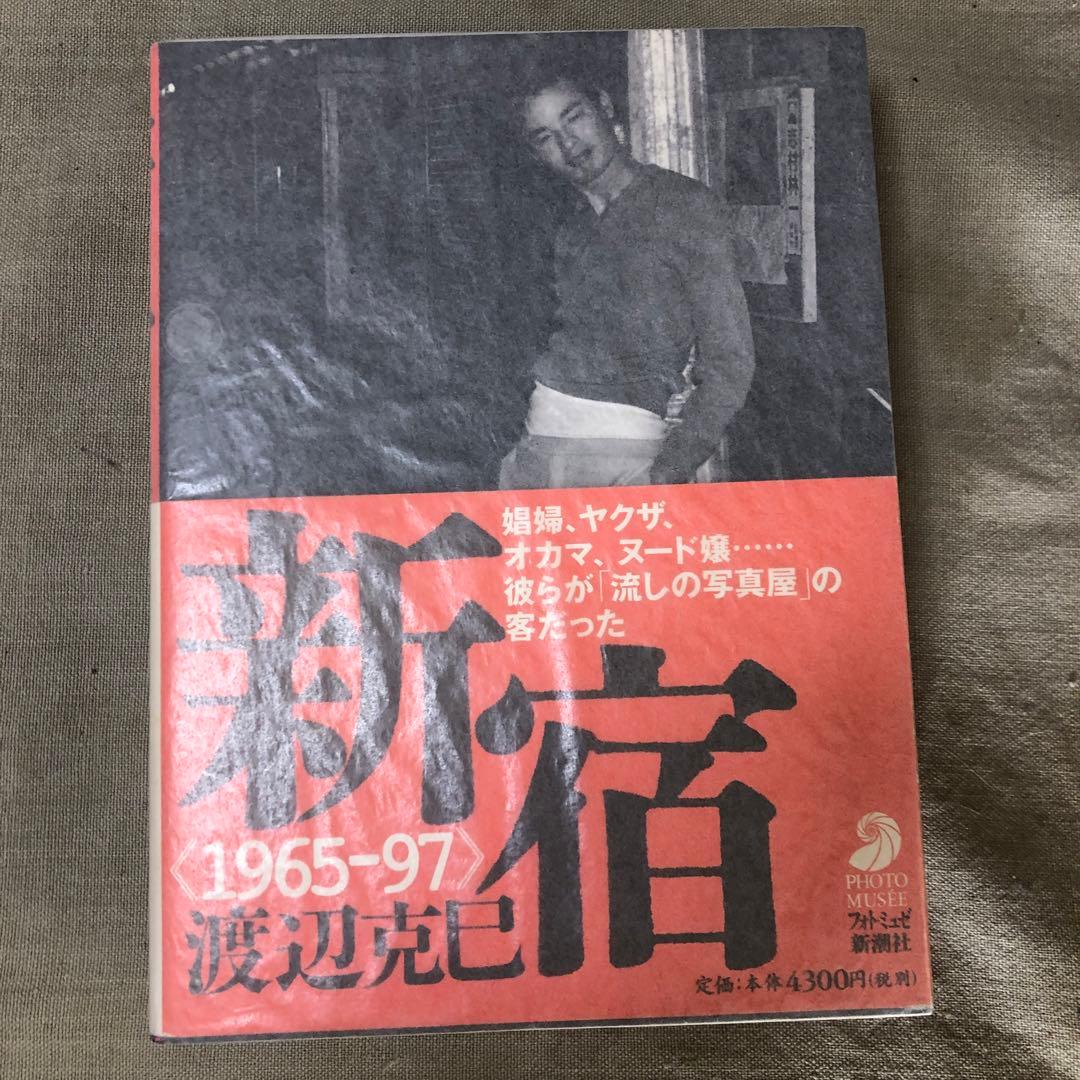 娼婦、ヤクザ、
オカマ、ヌード嬢……
彼らが「流しの写真屋」の
客だった
新宿
〈1965-97〉
渡辺克巳
PHOTO
MUSÉE
フォト・ミュゼ
新潮社
定価：本体4300円(税別)